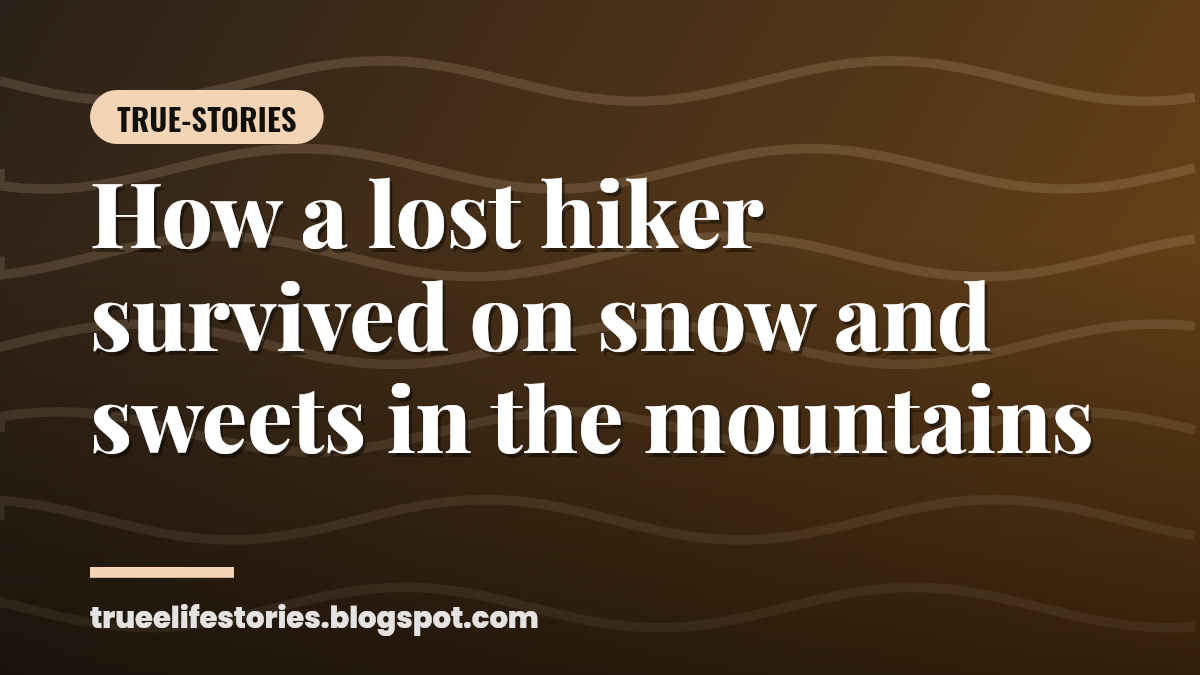 TRUE-STORIES
How a lost hiker
survived on snow and
sweets in the mountains
trueelifestories.blogspot.com